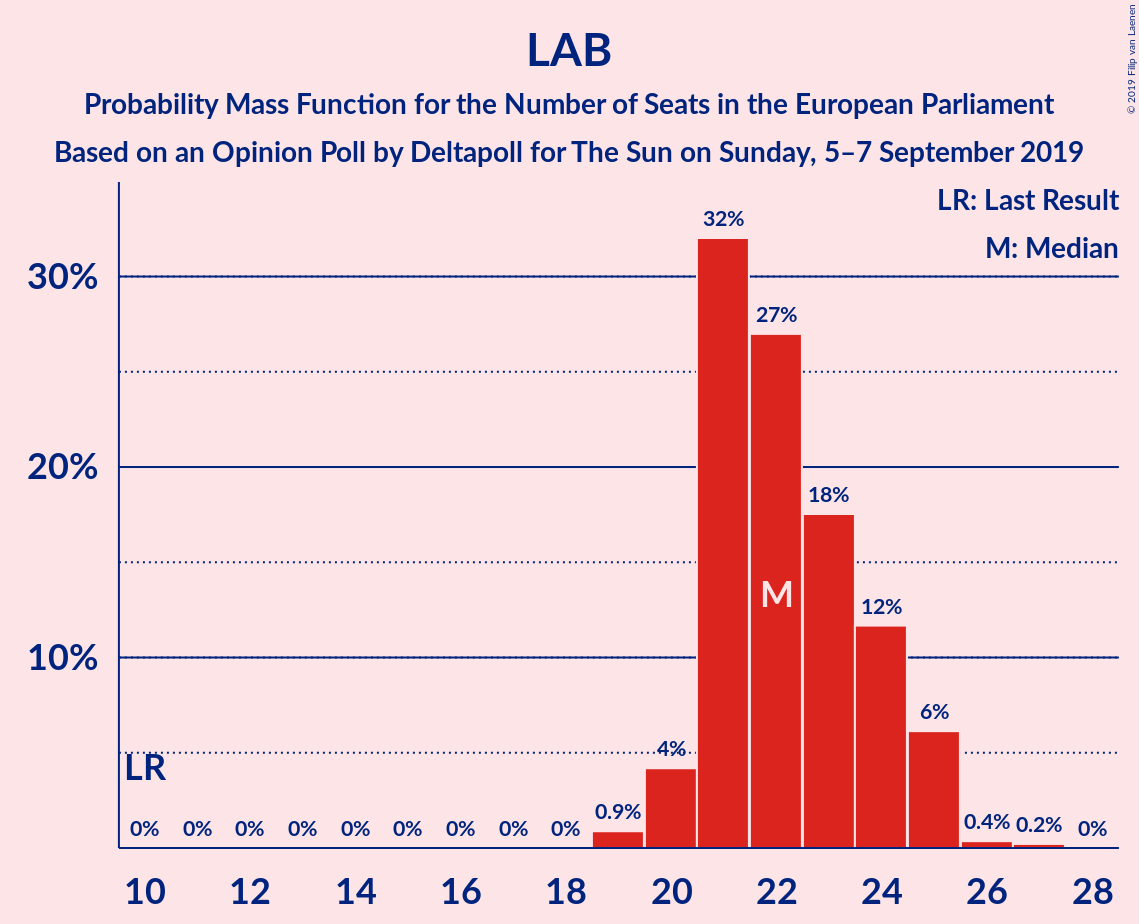 LAB
Probability Mass Function for the Number of Seats in the European Parliament
Based on an Opinion Poll by Deltapoll for The Sun on Sunday, 5–7 September 2019
© 2019 Filip van Laenen
LR: Last Result
M: Median
30%
20%
10%
32%
27%
18%
12%
6%
4%
0.9%
0.4%
0.2%
0%
M
LR
0% 0% 0% 0% 0% 0% 0% 0% 0%
10 12 14 16 18 20 22 24 26 28